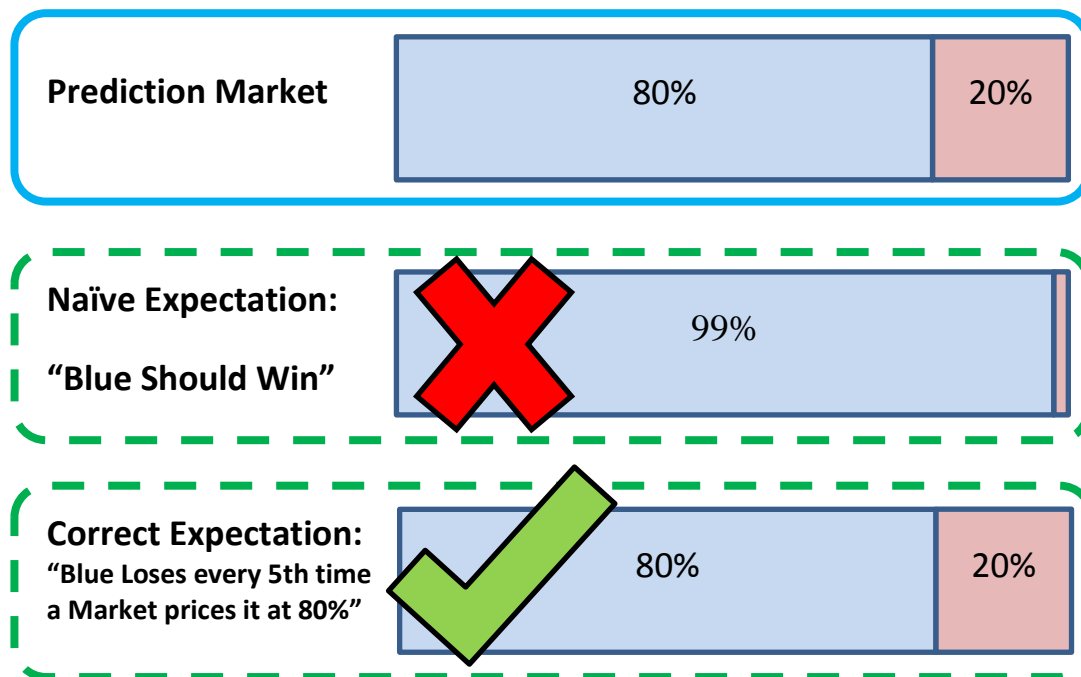 Prediction Market
80%
20%
Naïve Expectation:
“Blue Should Win”
99%
Correct Expectation:
“Blue Loses every 5th time
a Market prices it at 80%”
80%
20%